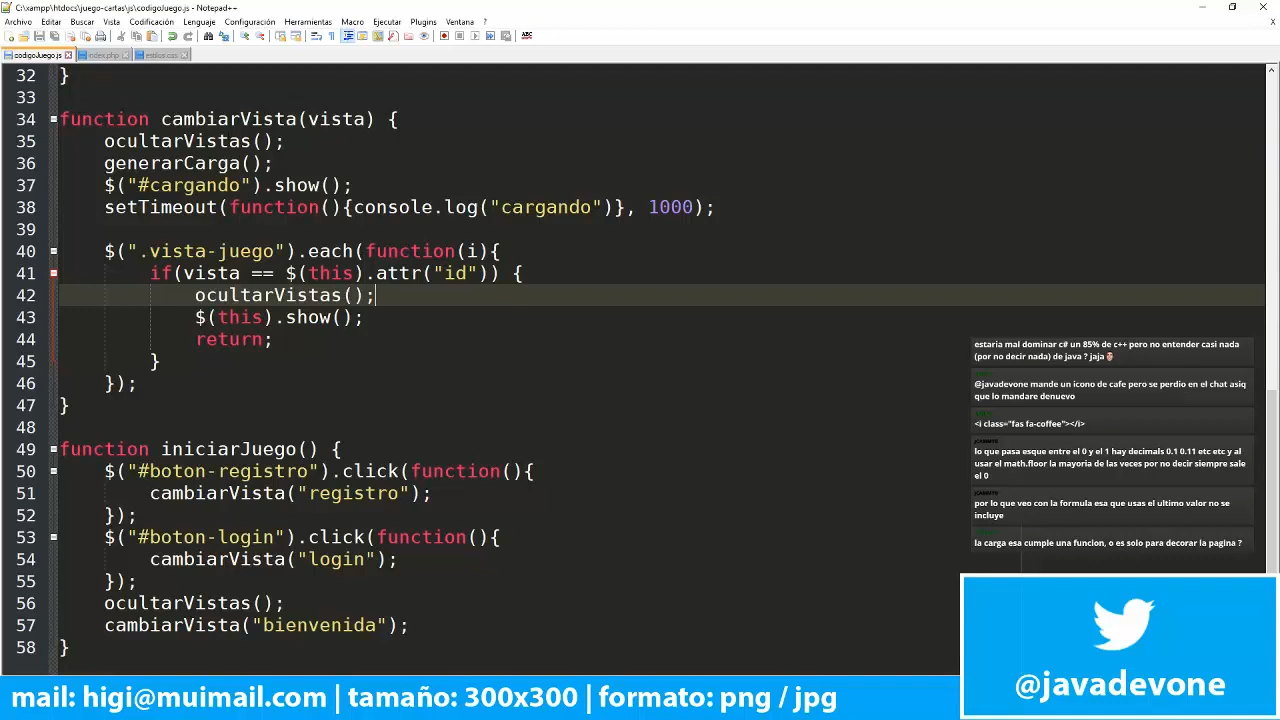 C:\xampp\htdocs\juego-cartas\js\codigoJuego.js - Notepad++
Archivo Editar Buscar Vista Codificación Lenguaje Configuración Herramientas Macro Ejecutar Plugins Ventana ?
codigoJuego.js index.php estilos.css
32 }
33
34 function cambiarVista(vista) {
35 ocultarVistas();
36 generarCarga();
37 $("#cargando").show();
38 setTimeout(function(){console.log("cargando")}, 1000);
39
40 $(".vista-juego").each(function(i){
41 if(vista == $(this).attr("id")) {
42 ocultarVistas();
43 $(this).show();
44 return;
45 }
46 });
47 }
48
49 function iniciarJuego() {
50 $("#boton-registro").click(function(){
51 cambiarVista("registro");
52 });
53 $("#boton-login").click(function(){
54 cambiarVista("login");
55 });
56 ocultarVistas();
57 cambiarVista("bienvenida");
58 }
estaria mal dominar c# un 85% de c++ pero no entender casi nada
(por no decir nada) de java ? jaja
@javadevone mande un icono de cafe pero se perdio en el chat asiq
que lo mandare denuevo
<i class="fas fa-coffee"></i>
lo que pasa esque entre el 0 y el 1 hay decimals 0.1 0.11 etc etc y al
usar el math.floor la mayoria de las veces por no decir siempre sale
el 0
por lo que veo con la formula esa que usas el ultimo valor no se
incluye
la carga esa cumple una funcion, o es solo para decorar la pagina ?
@javadevone
mail: higi@muimail.com | tamaño: 300x300 | formato: png / jpg